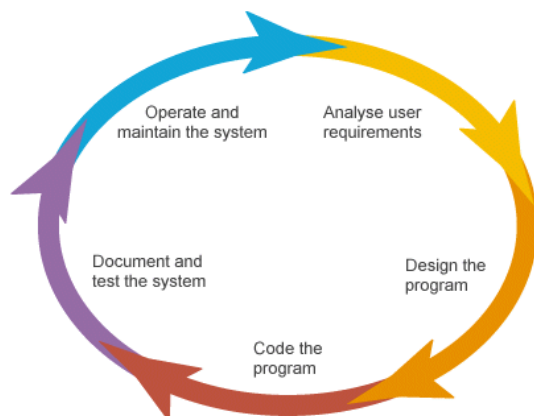 Operate and
maintain the system
Analyse user
requirements
Design the
program
Code the
program
Document and
test the system